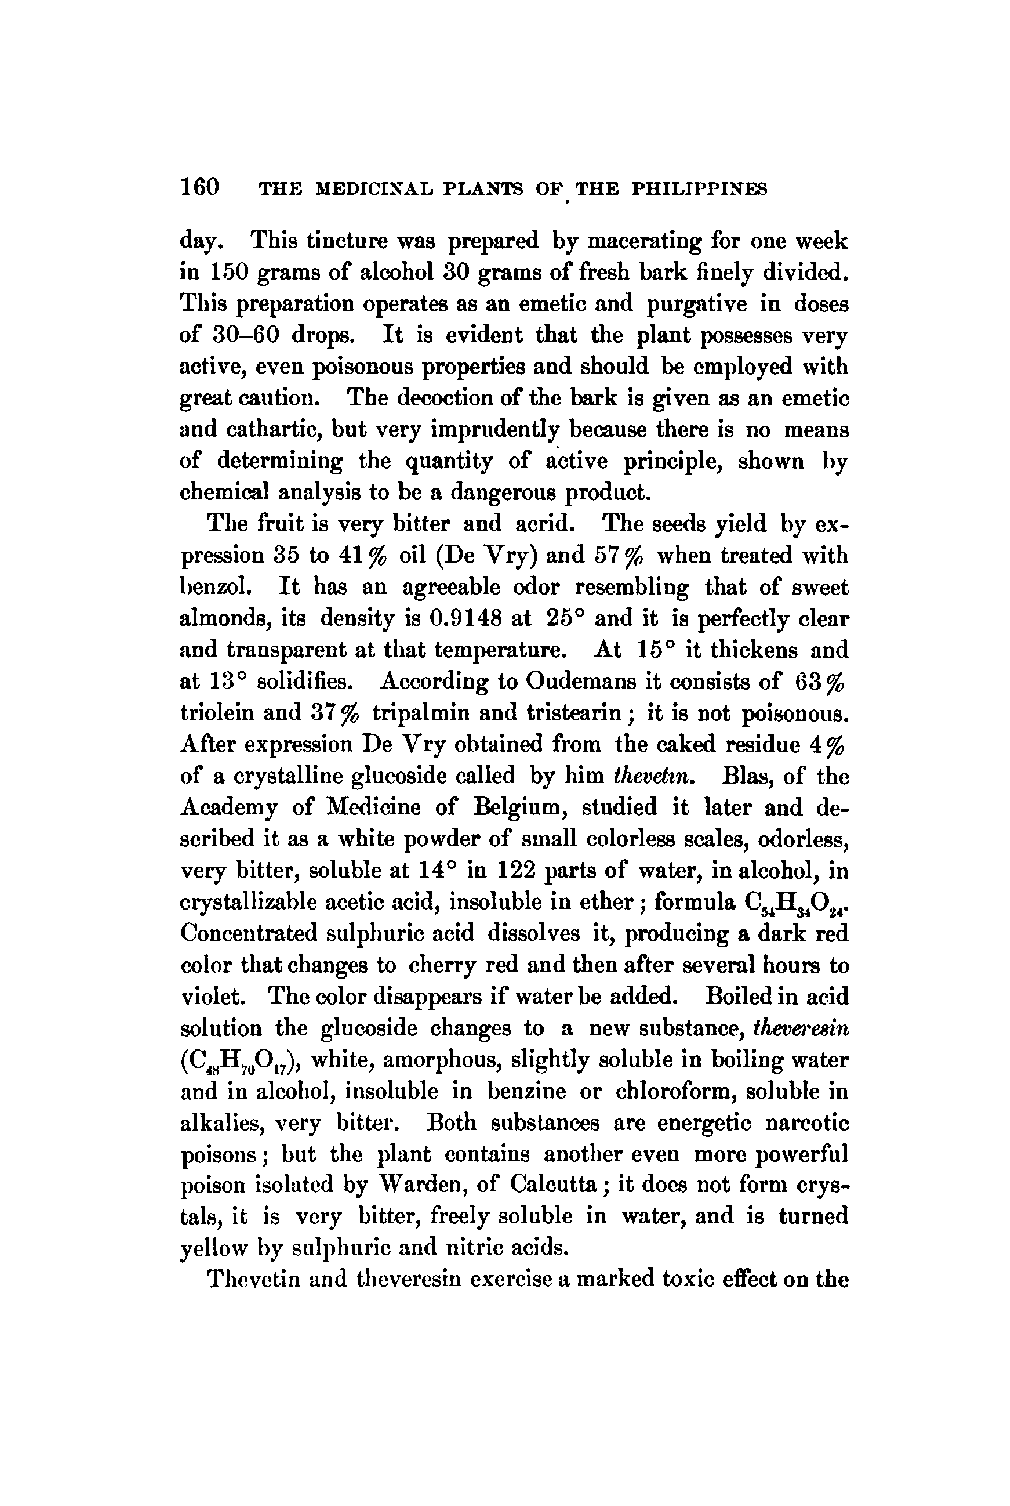 160 THE MEDICINAL PLANTS OF THE PHILIPPINES
day. This tincture was prepared by macerating for one week
in 150 grams of alcohol 30 grams of fresh bark finely divided.
This preparation operates as an emetic and purgative in doses
of 30–60 drops. It is evident that the plant possesses very
active, even poisonous properties and should be employed with
great caution. The decoction of the bark is given as an emetic
and cathartic, but very imprudently because there is no means
of determining the quantity of active principle, shown by
chemical analysis to be a dangerous product.
The fruit is very bitter and acrid. The seeds yield by ex-
pression 35 to 41% oil (De Vry) and 57% when treated with
benzol. It has an agreeable odor resembling that of sweet
almonds, its density is 0.9148 at 25° and it is perfectly clear
and transparent at that temperature. At 15° it thickens and
at 13° solidifies. According to Oudemans it consists of 63%
triolein and 37% tripalmin and tristearin; it is not poisonous.
After expression De Vry obtained from the caked residue 4%
of a crystalline glucoside called by him thevetin. Blas, of the
Academy of Medicine of Belgium, studied it later and de-
scribed it as a white powder of small colorless scales, odorless,
very bitter, soluble at 14° in 122 parts of water, in alcohol, in
crystallizable acetic acid, insoluble in ether; formula C₅₄H₃₄O₂₄.
Concentrated sulphuric acid dissolves it, producing a dark red
color that changes to cherry red and then after several hours to
violet. The color disappears if water be added. Boiled in acid
solution the glucoside changes to a new substance, theveresin
(C₄₈H₇₀O₁₇), white, amorphous, slightly soluble in boiling water
and in alcohol, insoluble in benzine or chloroform, soluble in
alkalies, very bitter. Both substances are energetic narcotic
poisons; but the plant contains another even more powerful
poison isolated by Warden, of Calcutta; it does not form crys-
tals, it is very bitter, freely soluble in water, and is turned
yellow by sulphuric and nitric acids.
Thevetin and theveresin exercise a marked toxic effect on the